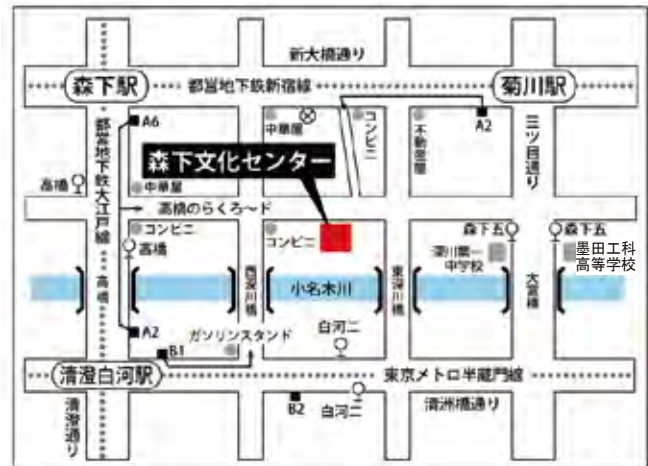 新大橋通り
森下駅
都営地下鉄新宿線
菊川駅
A6
中華屋
コンビニ
不動産屋
A2
三ツ目通り
都営地下鉄大江戸線
森下文化センター
高橋
中華屋
高橋のらくろ〜ド
コンビニ
高橋
コンビニ
森下五
森下五
深川第一
中学校
墨田工科
高等学校
高橋
西深川橋
小名木川
東深川橋
大富橋
A2
ガソリンスタンド
白河二
B1
清澄白河駅
東京メトロ半蔵門線
清澄通り
B2
白河二
清洲橋通り